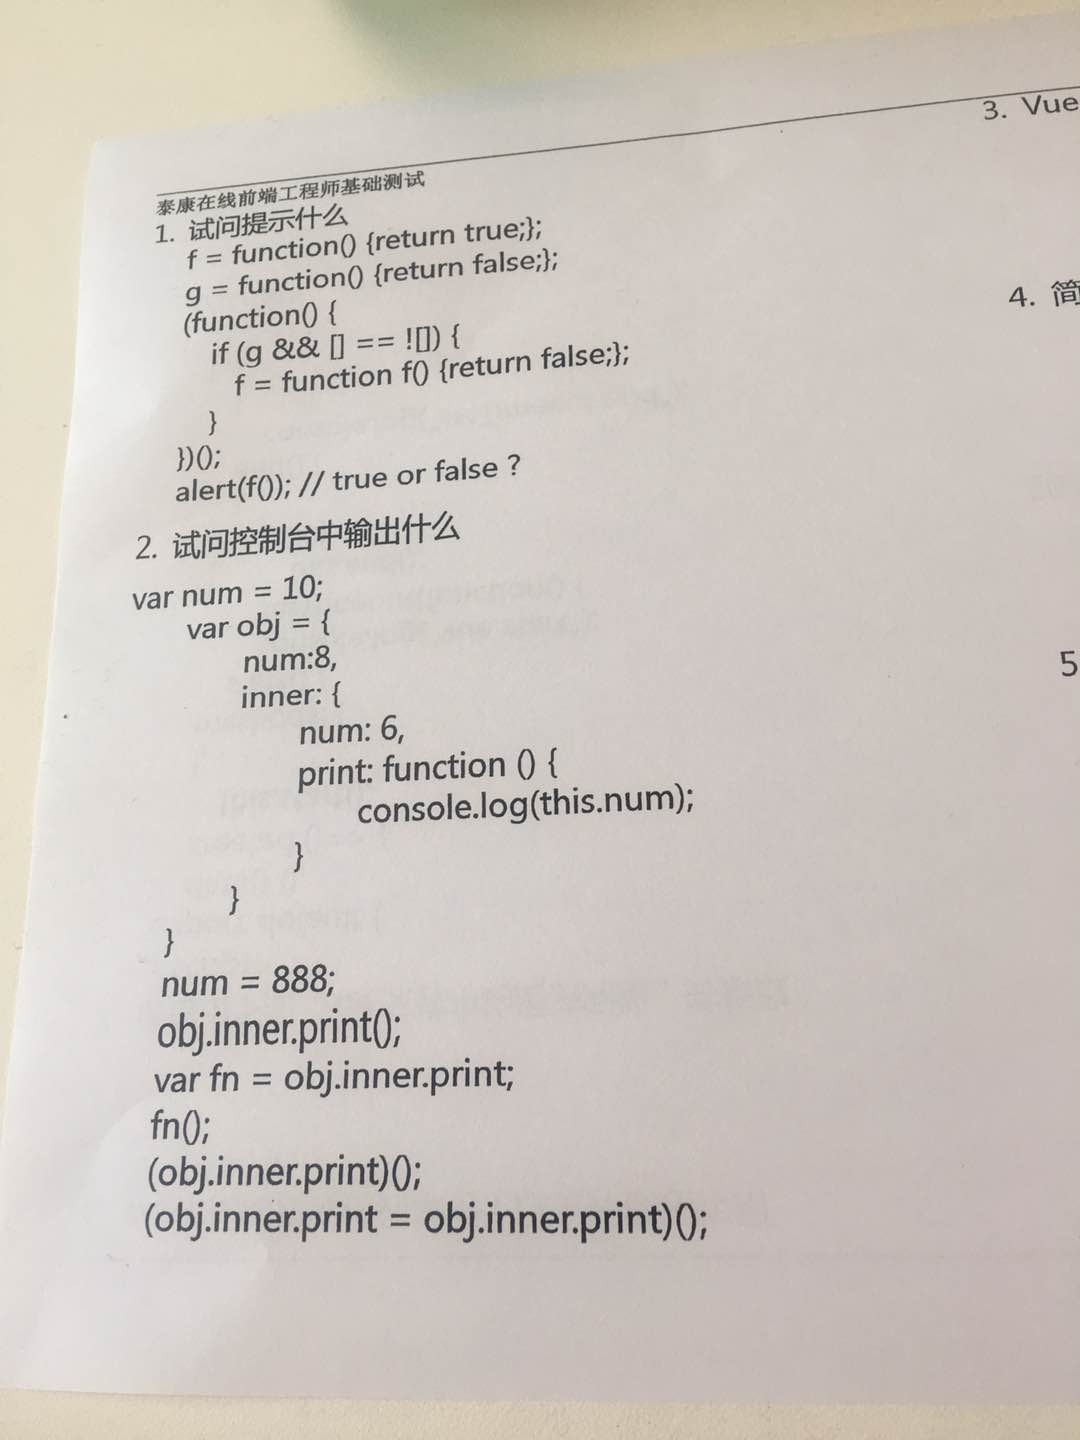 泰康在线前端工程师基础测试
1. 试问提示什么
f = function() {return true;};
g = function() {return false;};
(function() {
if (g && [] == ![]) {
f = function f() {return false;};
}
})();
alert(f()); // true or false ?
2. 试问控制台中输出什么
var num = 10;
var obj = {
num:8,
inner: {
num: 6,
print: function () {
console.log(this.num);
}
}
}
num = 888;
obj.inner.print();
var fn = obj.inner.print;
fn();
(obj.inner.print)();
(obj.inner.print = obj.inner.print)();
3. Vue
4. 简
5